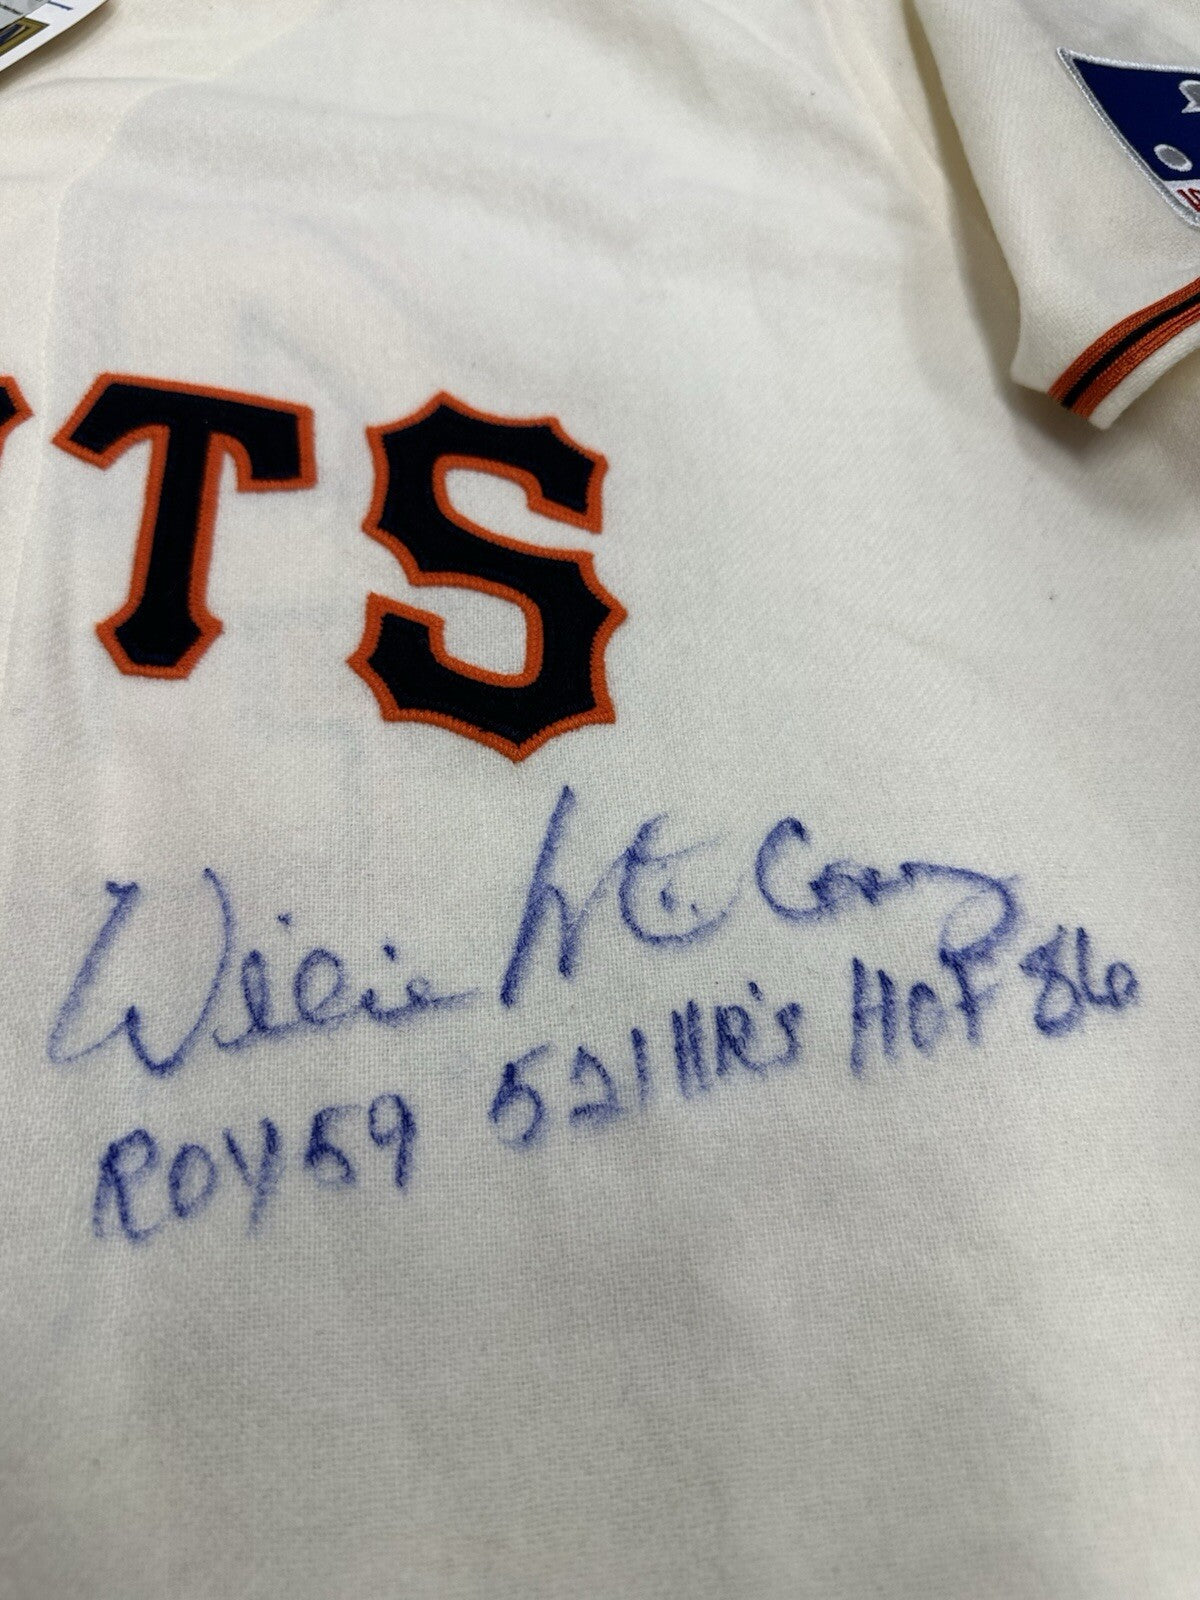 TS
Willie McCovey
ROY 59 521 HR's HOF 86